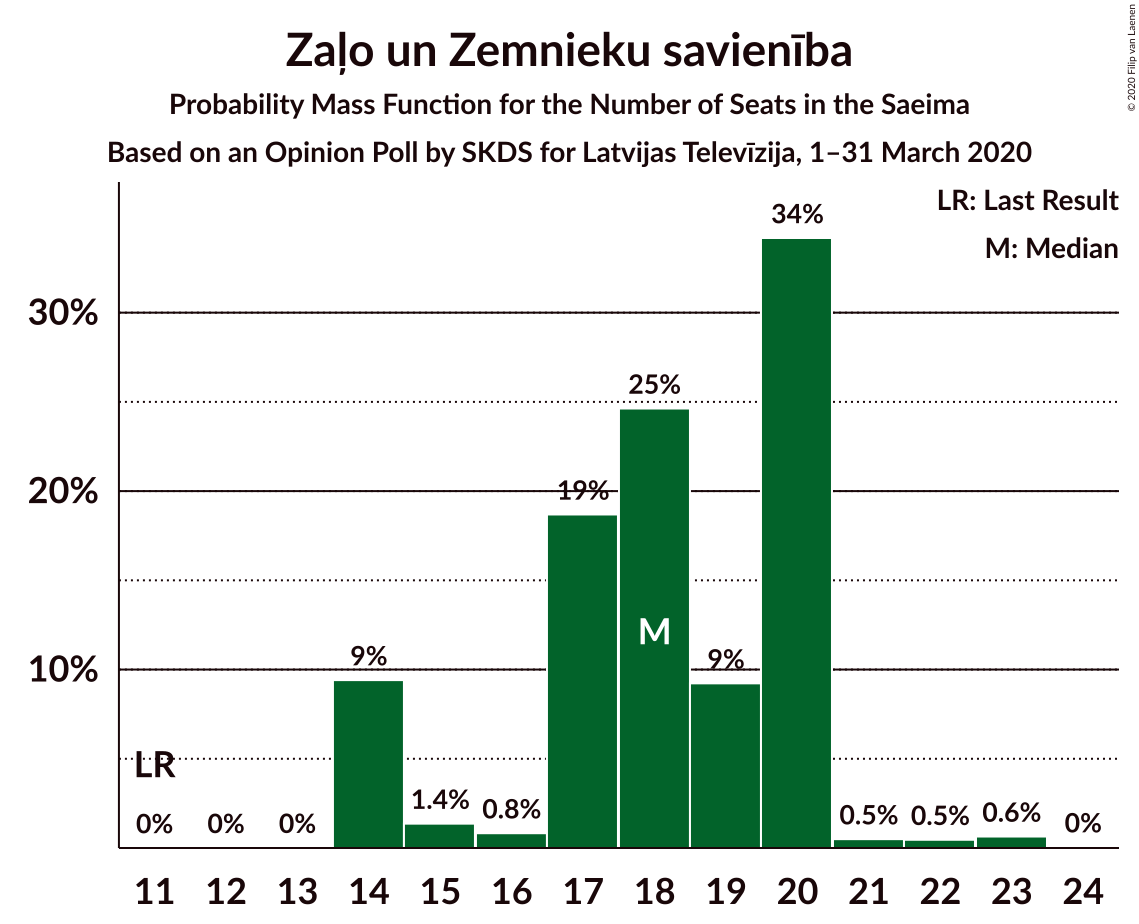 Zaļo un Zemnieku savienība
Probability Mass Function for the Number of Seats in the Saeima
Based on an Opinion Poll by SKDS for Latvijas Televīzija, 1–31 March 2020
© 2020 Filip van Laenen
LR: Last Result
M: Median
34%
30%
25%
20%
19%
M
10%
9%
9%
LR
0%
0%
0%
1.4%
0.8%
0.5%
0.5%
0.6%
0%
11 12 13 14 15 16 17 18 19 20 21 22 23 24